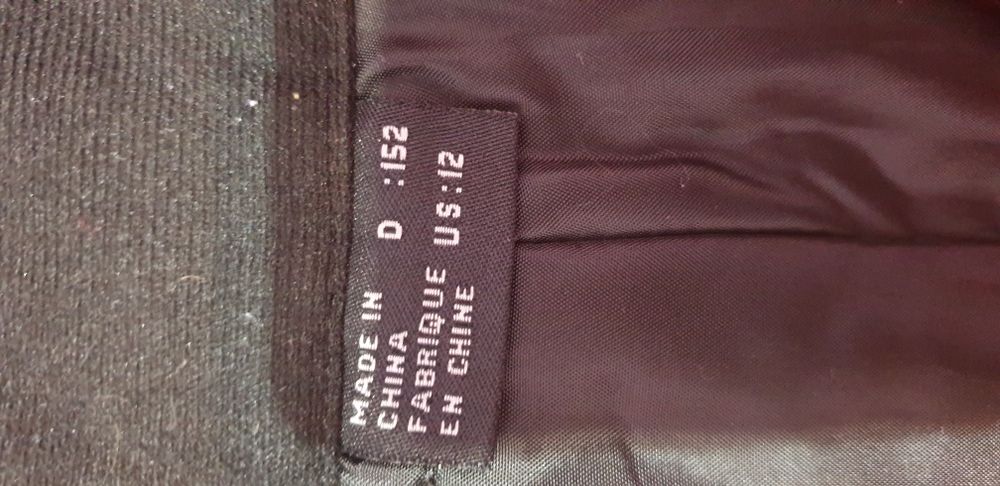 MADE IN
CHINA D :152
FABRIQUE US:12
EN CHINE